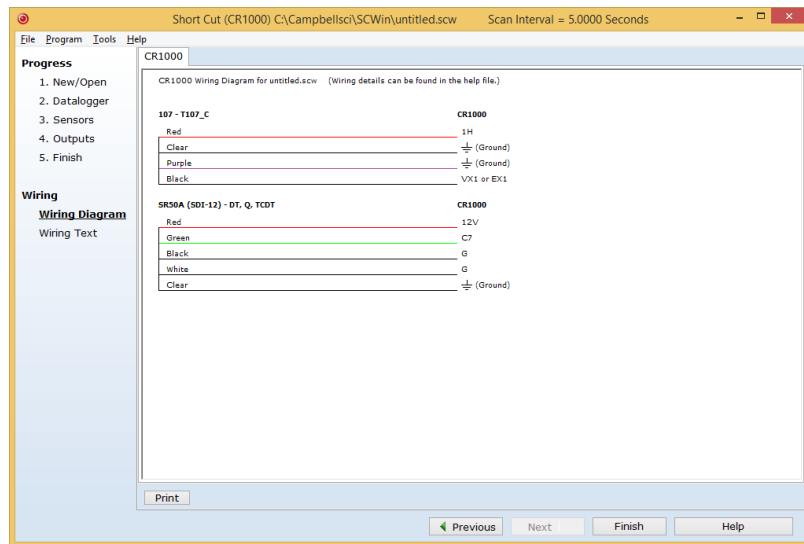 Short Cut (CR1000) C:\Campbellsci\SCWin\untitled.scw Scan Interval = 5.0000 Seconds
File Program Tools Help
Progress
1. New/Open
2. Datalogger
3. Sensors
4. Outputs
5. Finish
Wiring
Wiring Diagram
Wiring Text
CR1000
CR1000 Wiring Diagram for untitled.scw (Wiring details can be found in the help file.)
107 - T107_C CR1000
Red 1H
Clear (Ground)
Purple (Ground)
Black VX1 or EX1
SR50A (SDI-12) - DT, Q, TCDT CR1000
Red 12V
Green C7
Black G
White G
Clear (Ground)
Print
Previous Next Finish Help